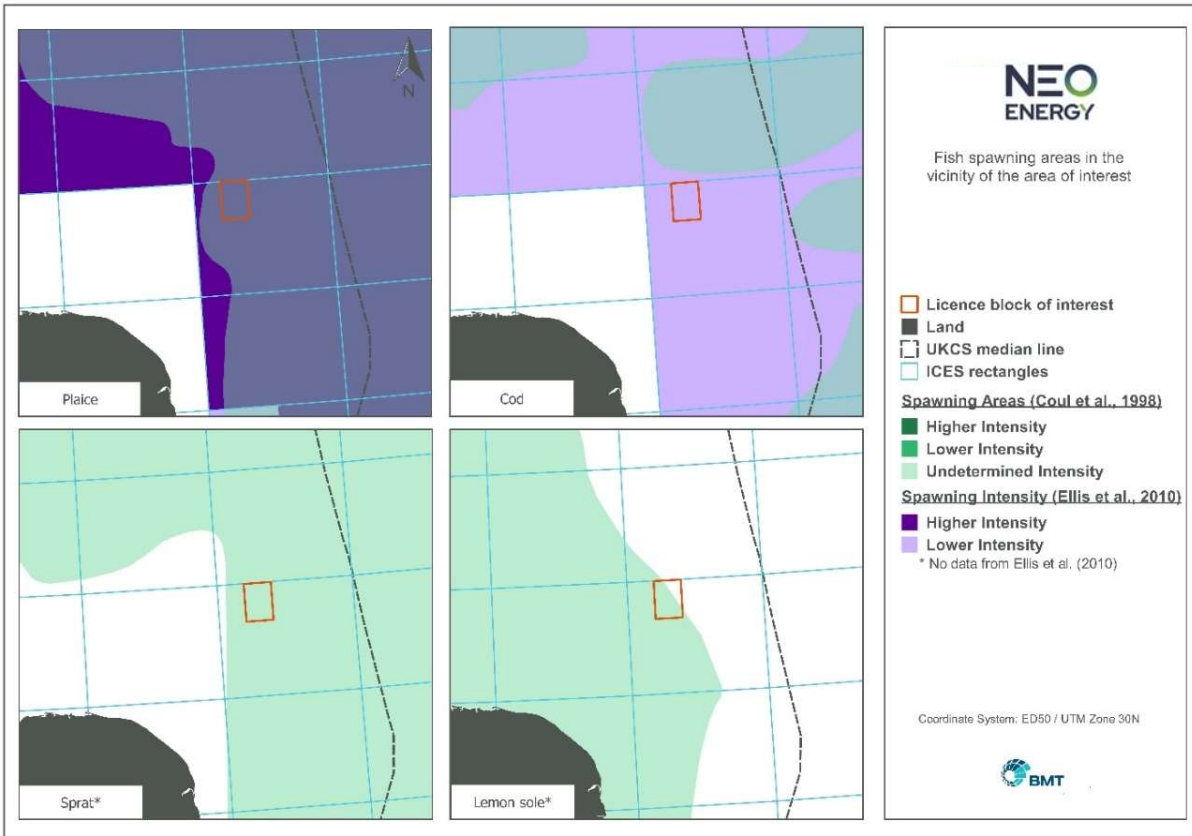 N
Plaice
Cod
Sprat*
Lemon sole*
NEO
ENERGY
Fish spawning areas in the
vicinity of the area of interest
Licence block of interest
Land
UKCS median line
ICES rectangles
Spawning Areas (Coul et al., 1998)
Higher Intensity
Lower Intensity
Undetermined Intensity
Spawning Intensity (Ellis et al., 2010)
Higher Intensity
Lower Intensity
* No data from Ellis et al. (2010)
Coordinate System: ED50 / UTM Zone 30N
BMT